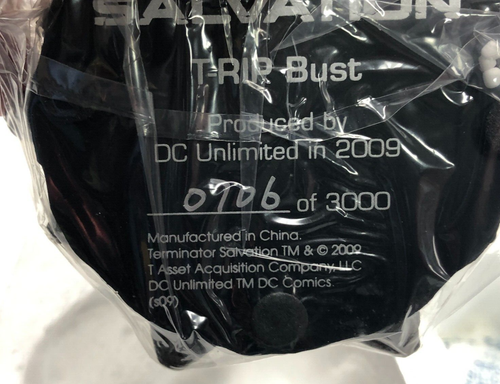 SALVATION
T-RIP Bust
Produced by
DC Unlimited in 2009
0706 of 3000
Manufactured in China.
Terminator Salvation TM & © 2009
T Asset Acquisition Company, LLC
DC Unlimited TM DC Comics
(s09)